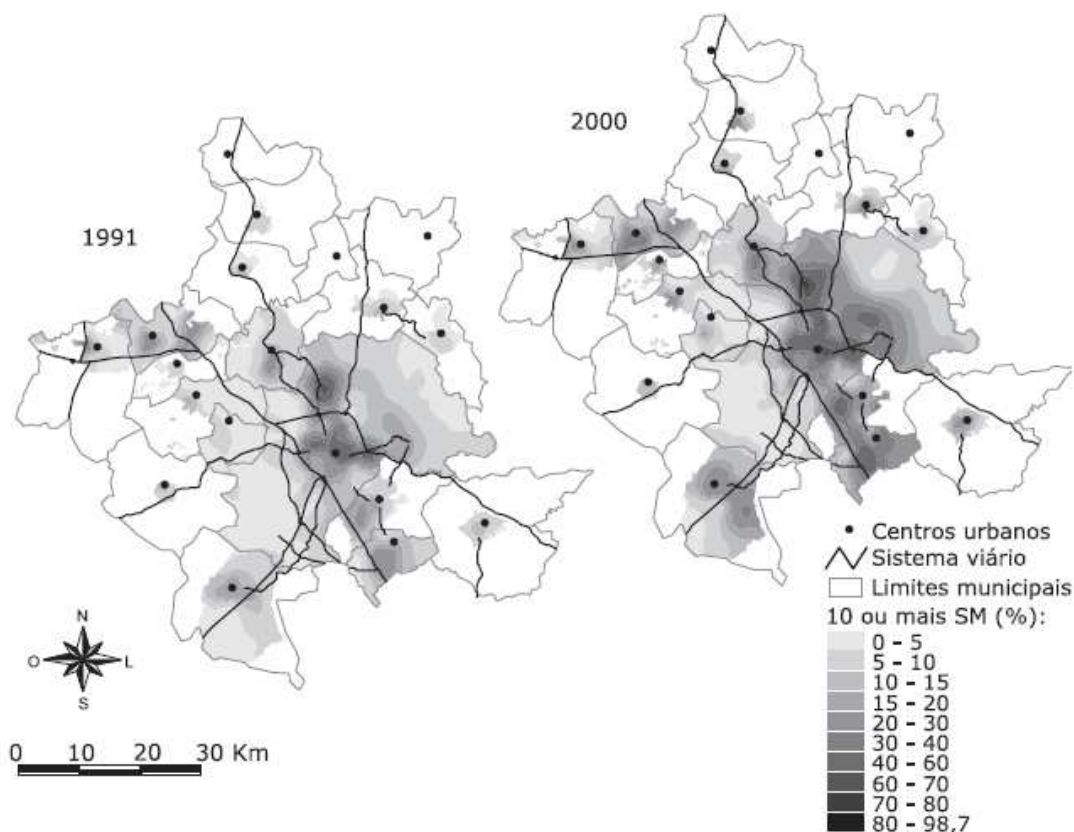 2000
1991
Centros urbanos
Sistema viário
Limites municipais
10 ou mais SM (%):
0 - 5
5 - 10
10 - 15
15 - 20
20 - 30
30 - 40
40 - 60
60 - 70
70 - 80
80 - 98,7
N
O L
S
0 10 20 30 Km